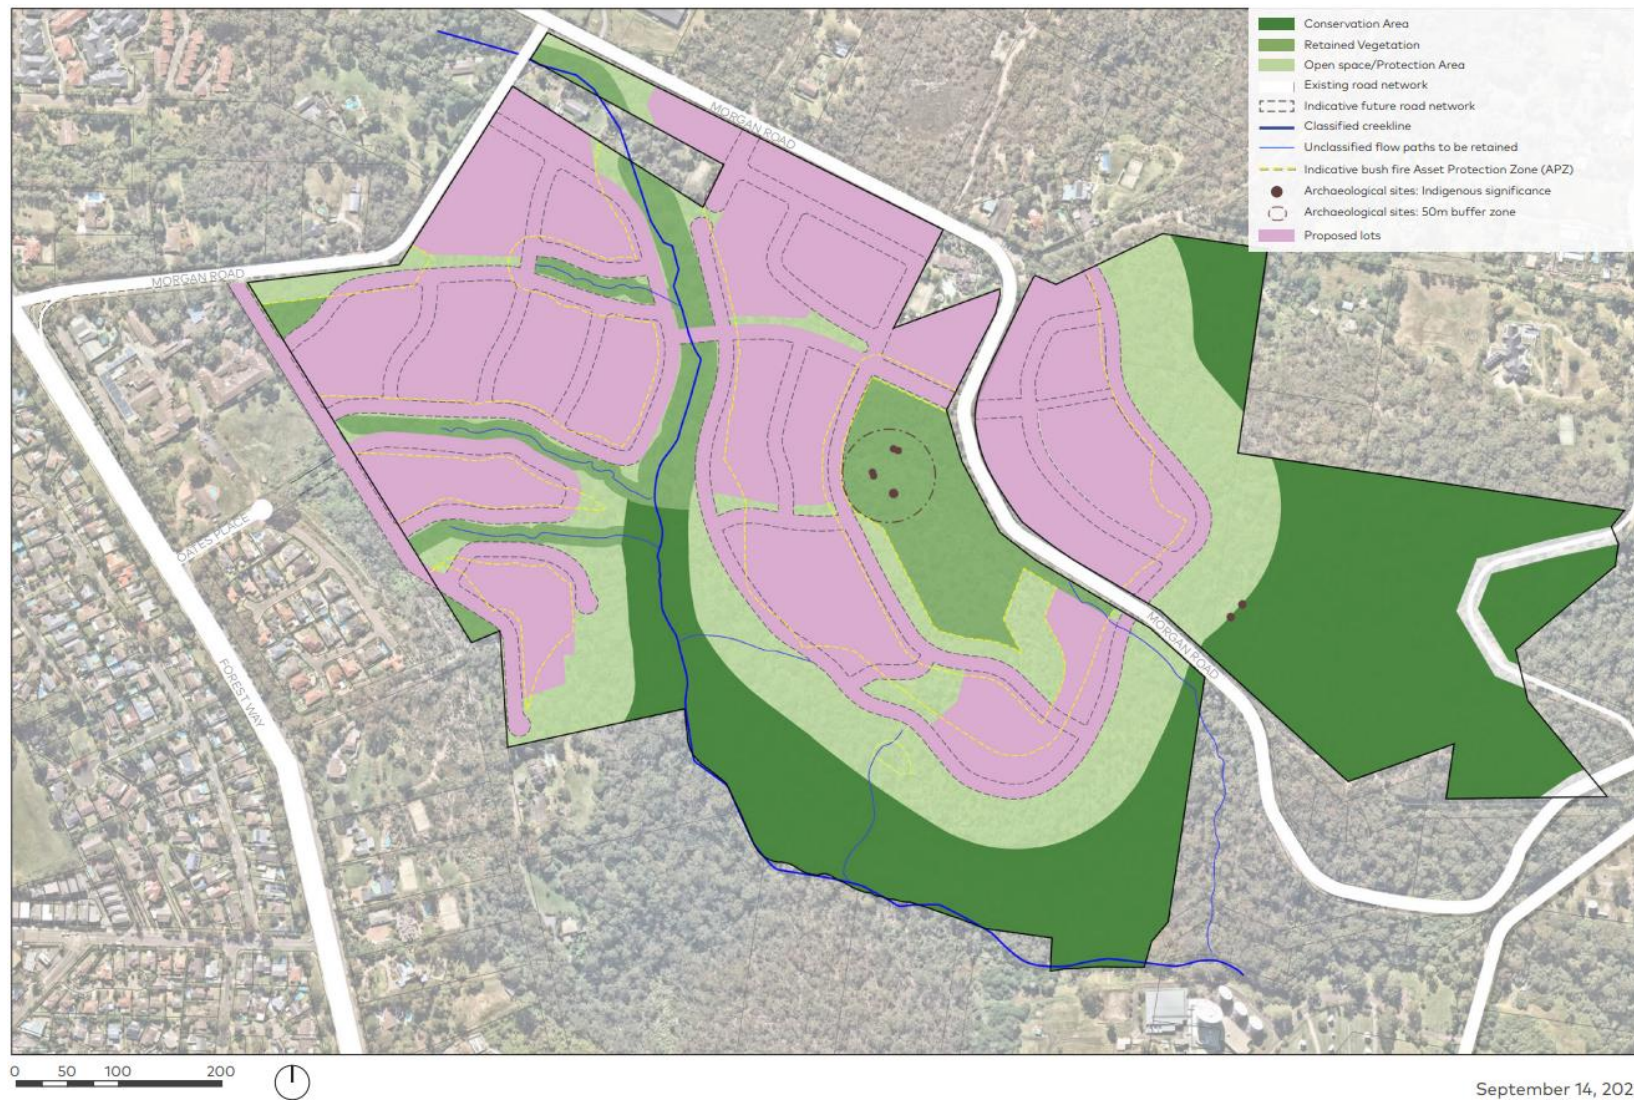 Conservation Area
Retained Vegetation
Open space/Protection Area
Existing road network
Indicative future road network
Classified creekline
Unclassified flow paths to be retained
Indicative bush fire Asset Protection Zone (APZ)
Archaeological sites: Indigenous significance
Archaeological sites: 50m buffer zone
Proposed lots
MORGAN ROAD
MORGAN ROAD
OATES PLACE
FOREST WAY
MORGAN ROAD
0 50 100 200
September 14, 202